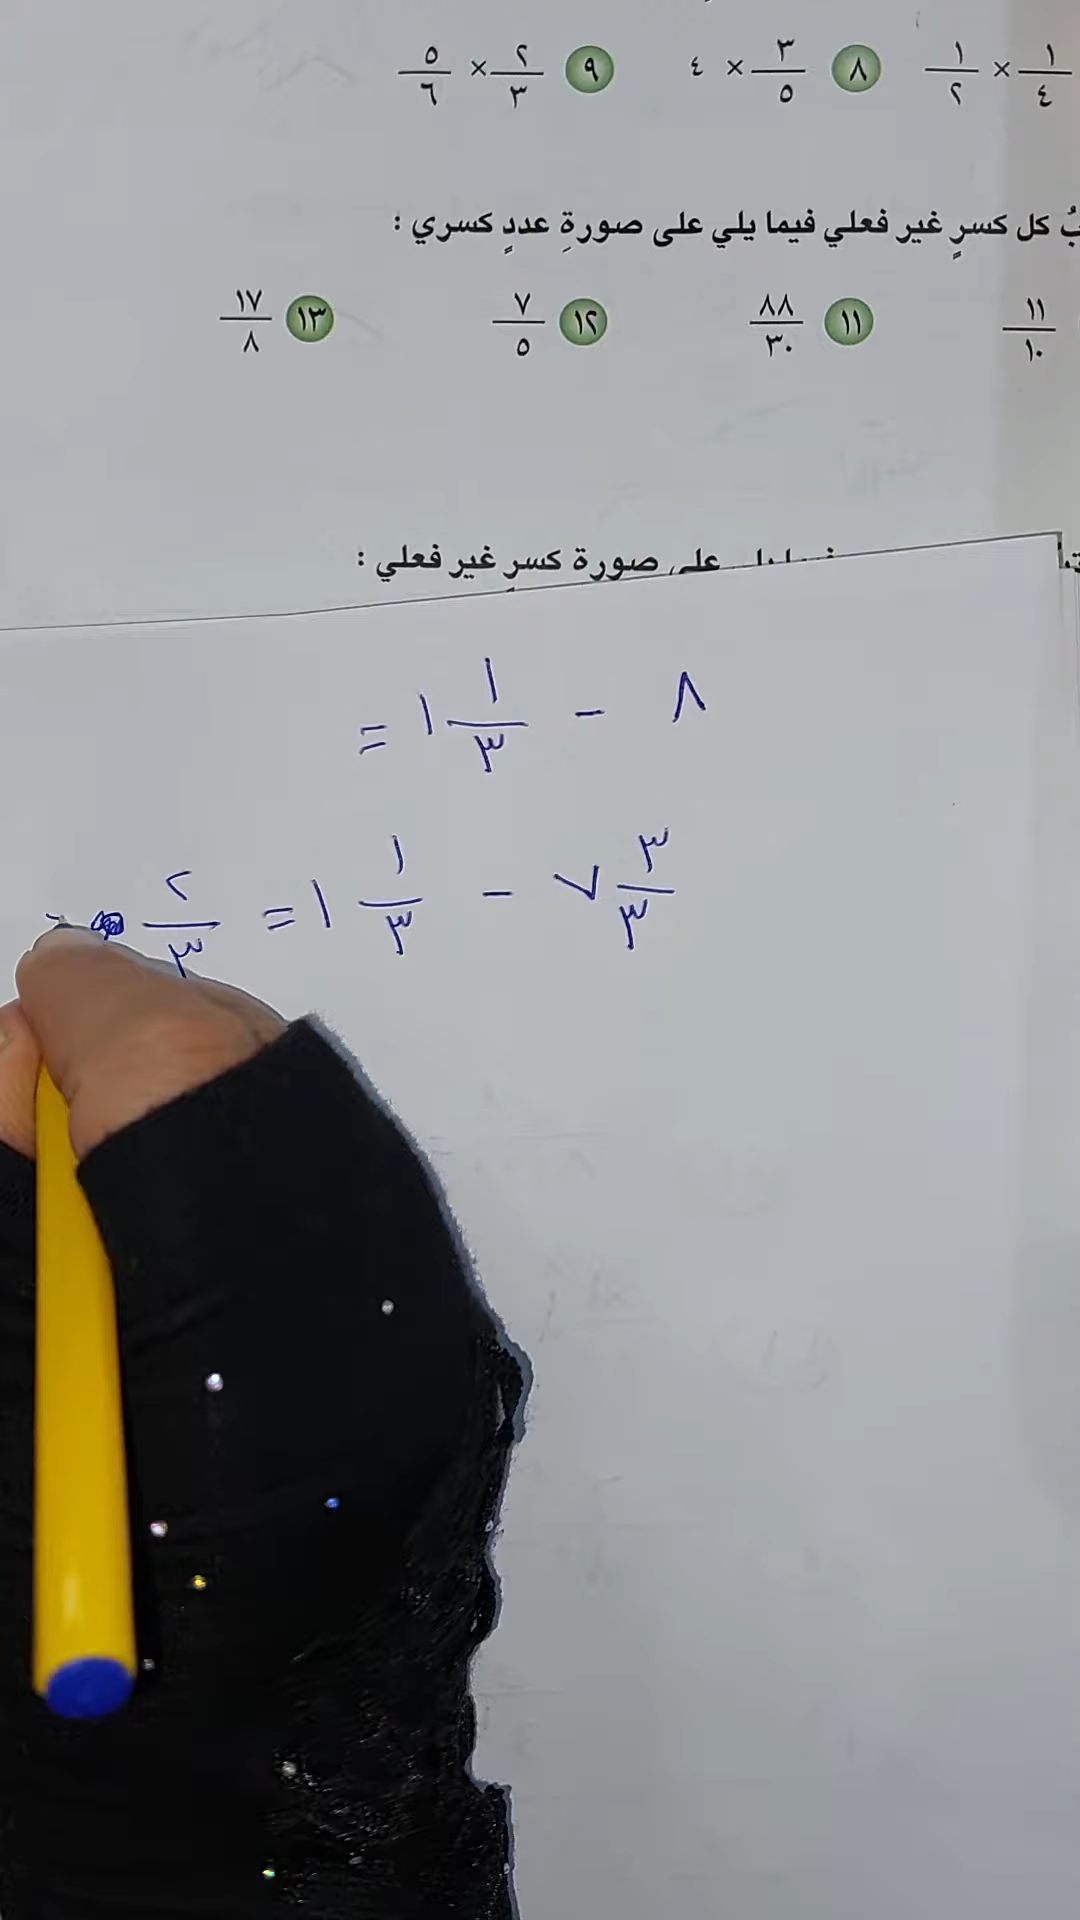 ١/٤ × ١/٢ ٨ ٣/٥ × ٤ ٩ ٢/٣ × ٥/٦
كل كسرٍ غير فعلي فيما يلي على صورةِ عددٍ كسري :
١١/١٠ ١١ ٨٨/٣٠ ١٢ ٧/٥ ١٣ ١٧/٨
على صورة كسرٍ غير فعلي :
٨ - ١ ١/٣ =
٧ ٣/٣ - ١ ١/٣ = ٢/٣